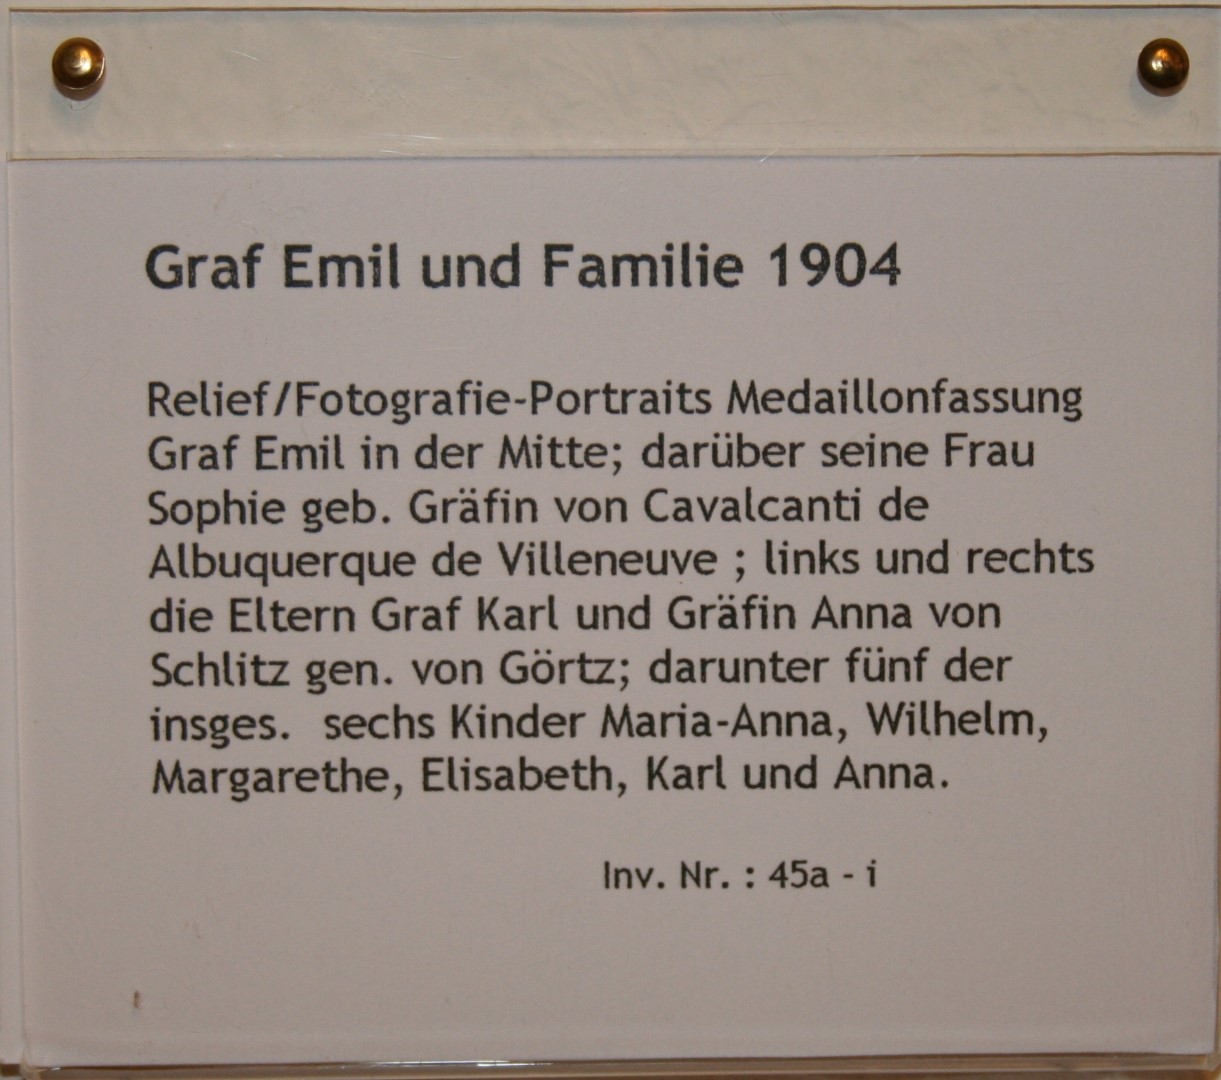 Graf Emil und Familie 1904
Relief/Fotografie-Portraits Medaillonfassung
Graf Emil in der Mitte; darüber seine Frau
Sophie geb. Gräfin von Cavalcanti de
Albuquerque de Villeneuve ; links und rechts
die Eltern Graf Karl und Gräfin Anna von
Schlitz gen. von Görtz; darunter fünf der
insges.  sechs Kinder Maria-Anna, Wilhelm,
Margarethe, Elisabeth, Karl und Anna.
Inv. Nr. : 45a - i